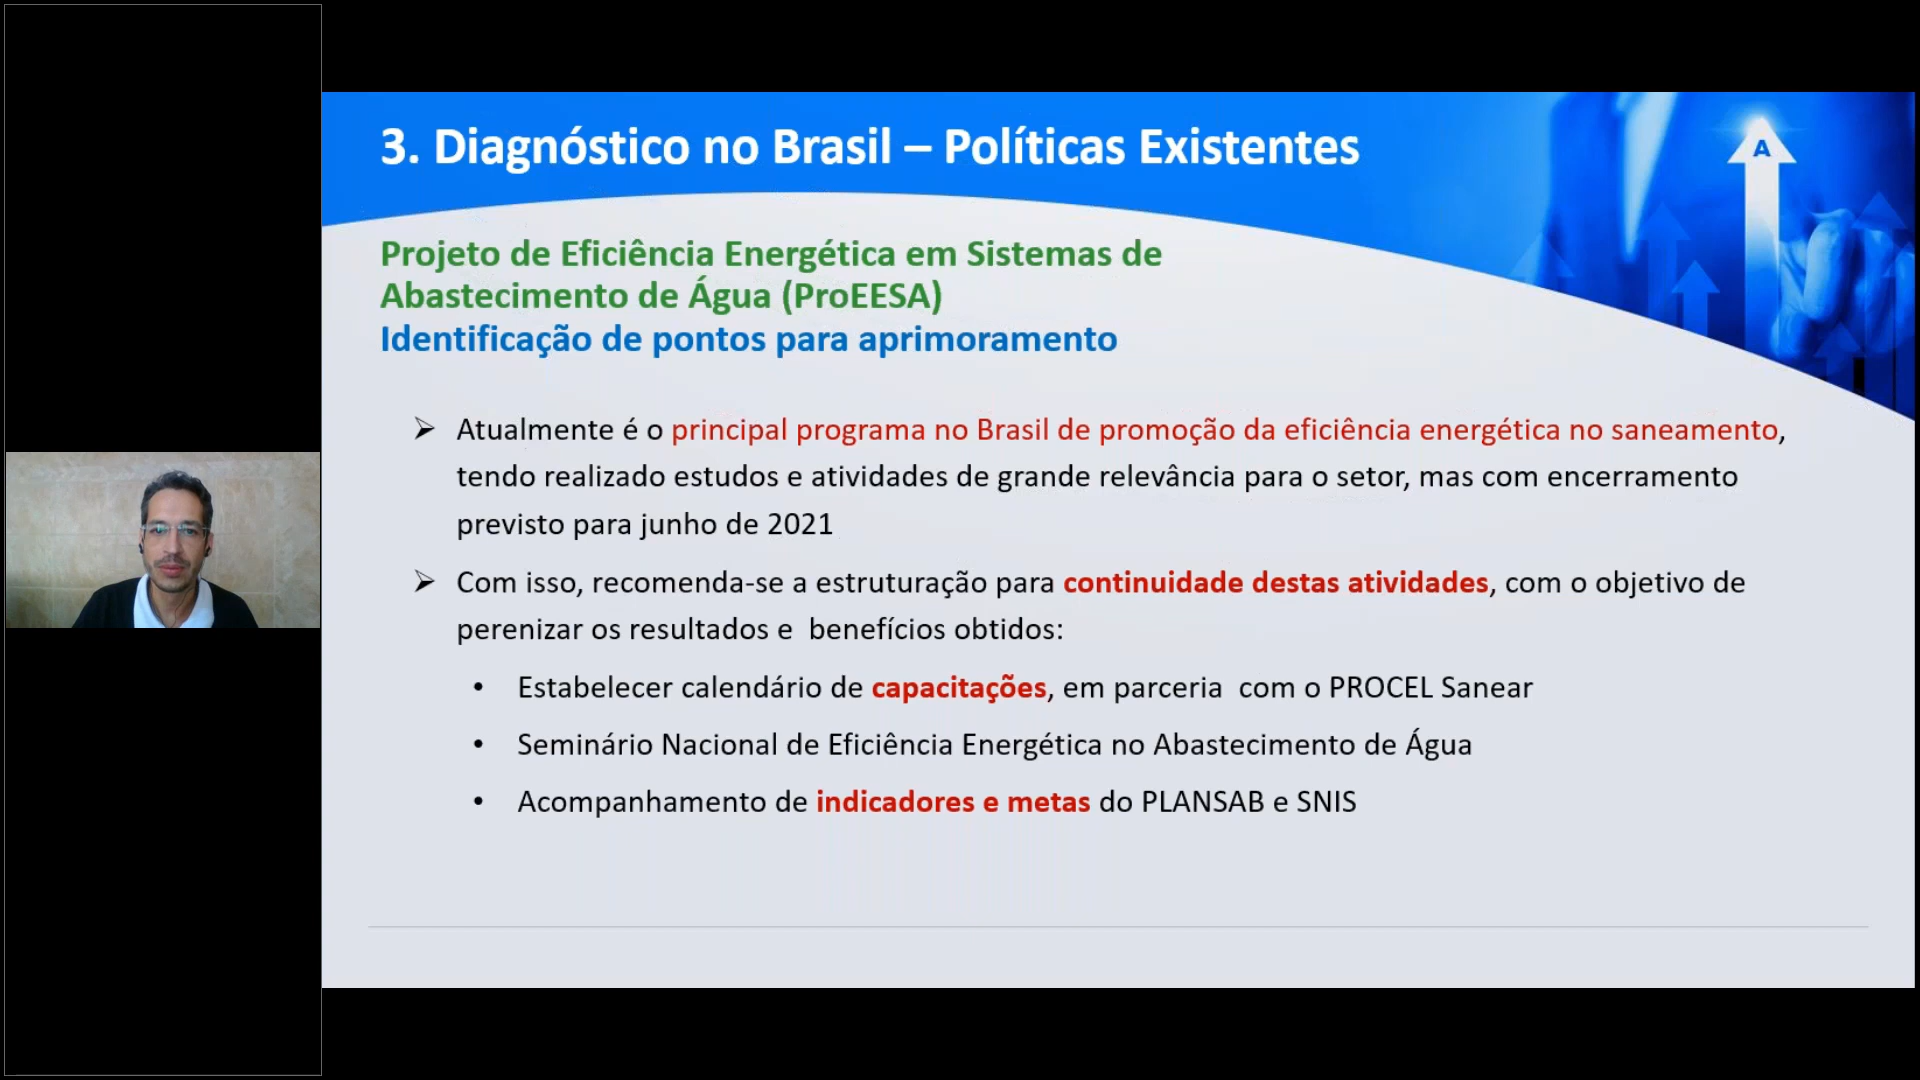 3. Diagnóstico no Brasil – Políticas Existentes
A
Projeto de Eficiência Energética em Sistemas de
Abastecimento de Água (ProEESA)
Identificação de pontos para aprimoramento
➢ Atualmente é o principal programa no Brasil de promoção da eficiência energética no saneamento,
tendo realizado estudos e atividades de grande relevância para o setor, mas com encerramento
previsto para junho de 2021
➢ Com isso, recomenda-se a estruturação para continuidade destas atividades, com o objetivo de
perenizar os resultados e  benefícios obtidos:
• Estabelecer calendário de capacitações, em parceria  com o PROCEL Sanear
• Seminário Nacional de Eficiência Energética no Abastecimento de Água
• Acompanhamento de indicadores e metas do PLANSAB e SNIS